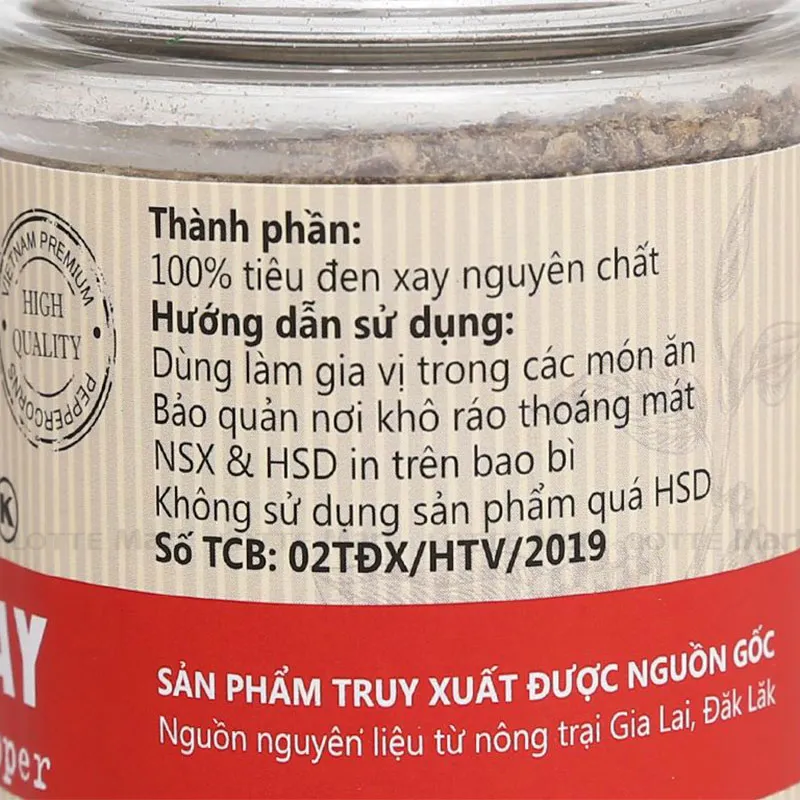 VIETNAM PREMIUM
HIGH
QUALITY
PEPPERCORNS
Thành phần:
100% tiêu đen xay nguyên chất
Hướng dẫn sử dụng:
Dùng làm gia vị trong các món ăn
Bảo quản nơi khô ráo thoáng mát
NSX & HSD in trên bao bì
Không sử dụng sản phẩm quá HSD
Số TCB: 02TĐX/HTV/2019
K
LOTTE Mart
AY
pper
SẢN PHẨM TRUY XUẤT ĐƯỢC NGUỒN GỐC
Nguồn nguyên liệu từ nông trại Gia Lai, Đăk Lăk